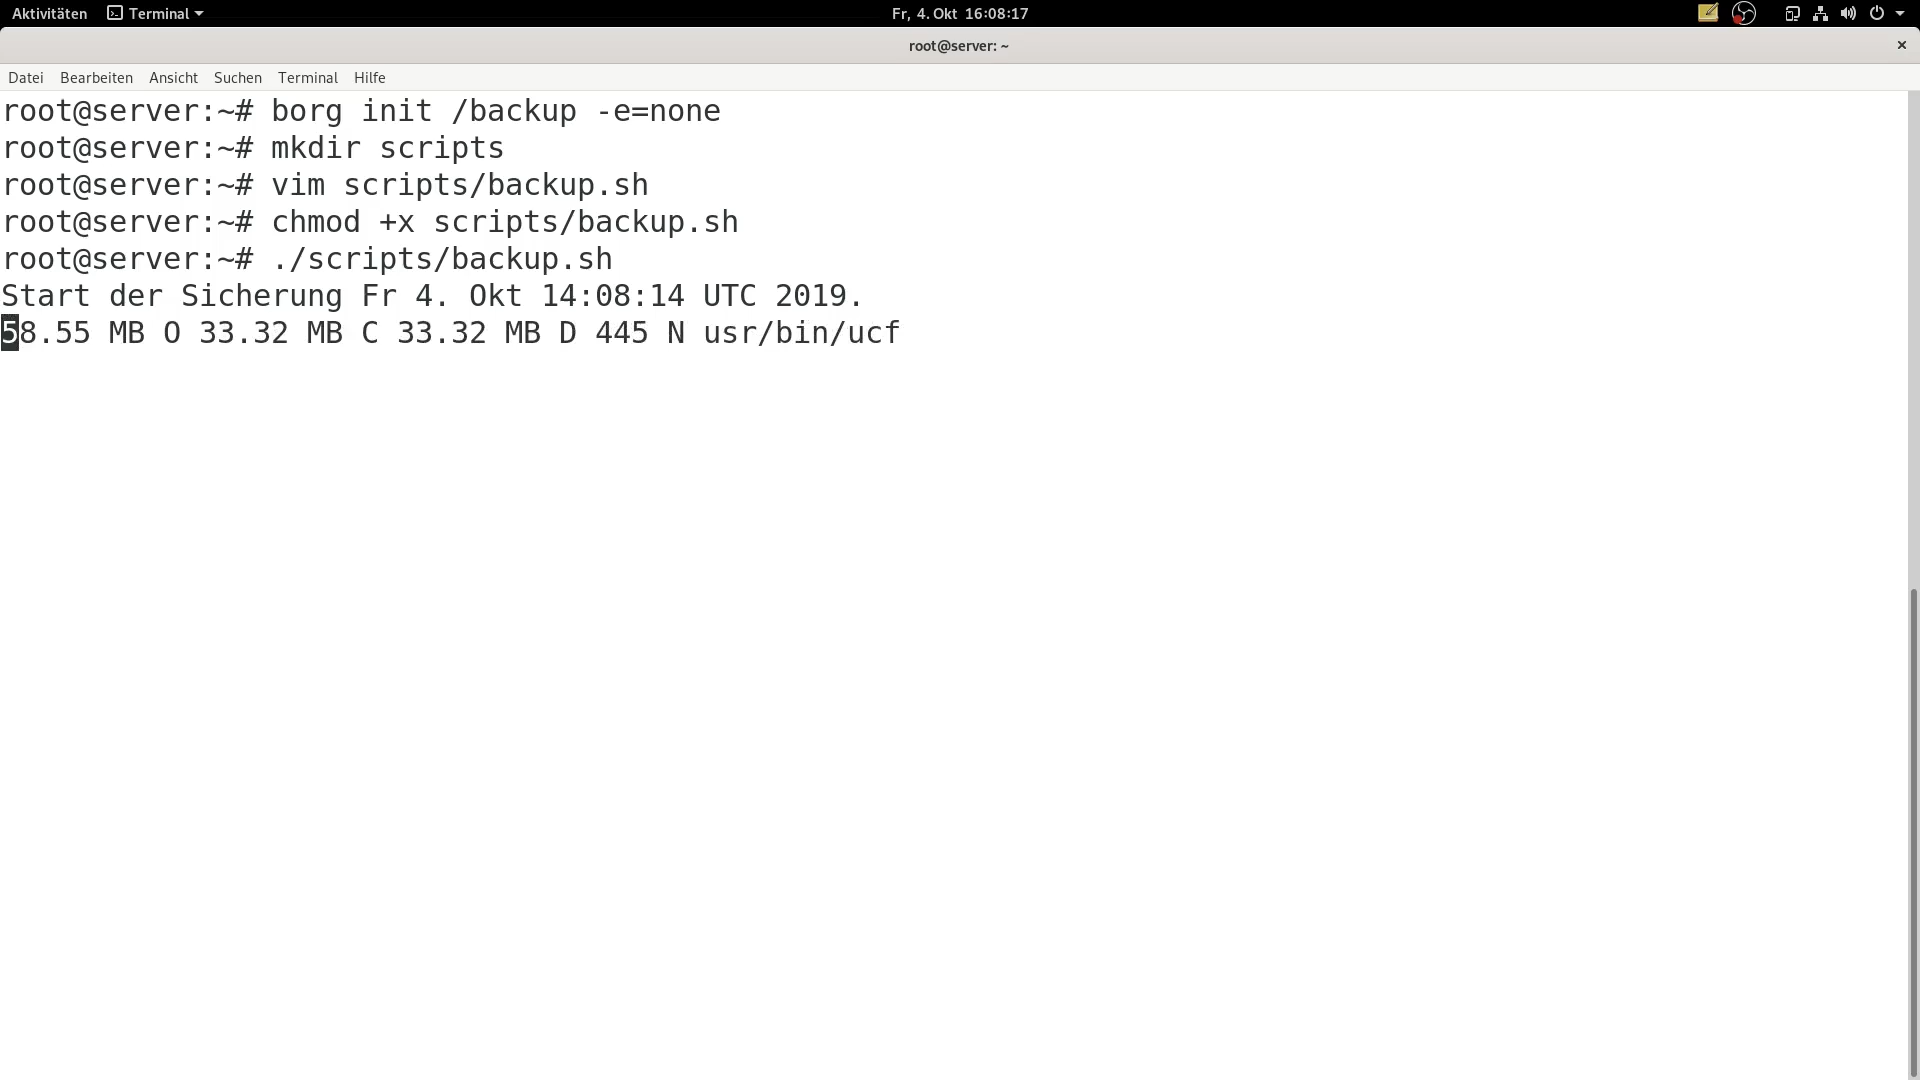 Aktivitäten Terminal Fr, 4. Okt 16:08:17
root@server: ~
Datei Bearbeiten Ansicht Suchen Terminal Hilfe
root@server:~# borg init /backup -e=none
root@server:~# mkdir scripts
root@server:~# vim scripts/backup.sh
root@server:~# chmod +x scripts/backup.sh
root@server:~# ./scripts/backup.sh
Start der Sicherung Fr 4. Okt 14:08:14 UTC 2019.
58.55 MB O 33.32 MB C 33.32 MB D 445 N usr/bin/ucf